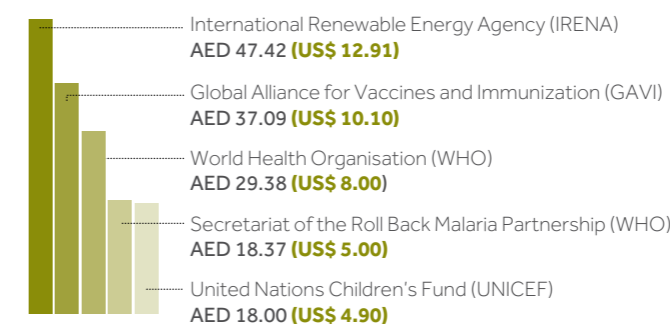 International Renewable Energy Agency (IRENA)
AED 47.42 (US$ 12.91)
Global Alliance for Vaccines and Immunization (GAVI)
AED 37.09 (US$ 10.10)
World Health Organisation (WHO)
AED 29.38 (US$ 8.00)
Secretariat of the Roll Back Malaria Partnership (WHO)
AED 18.37 (US$ 5.00)
United Nations Children's Fund (UNICEF)
AED 18.00 (US$ 4.90)